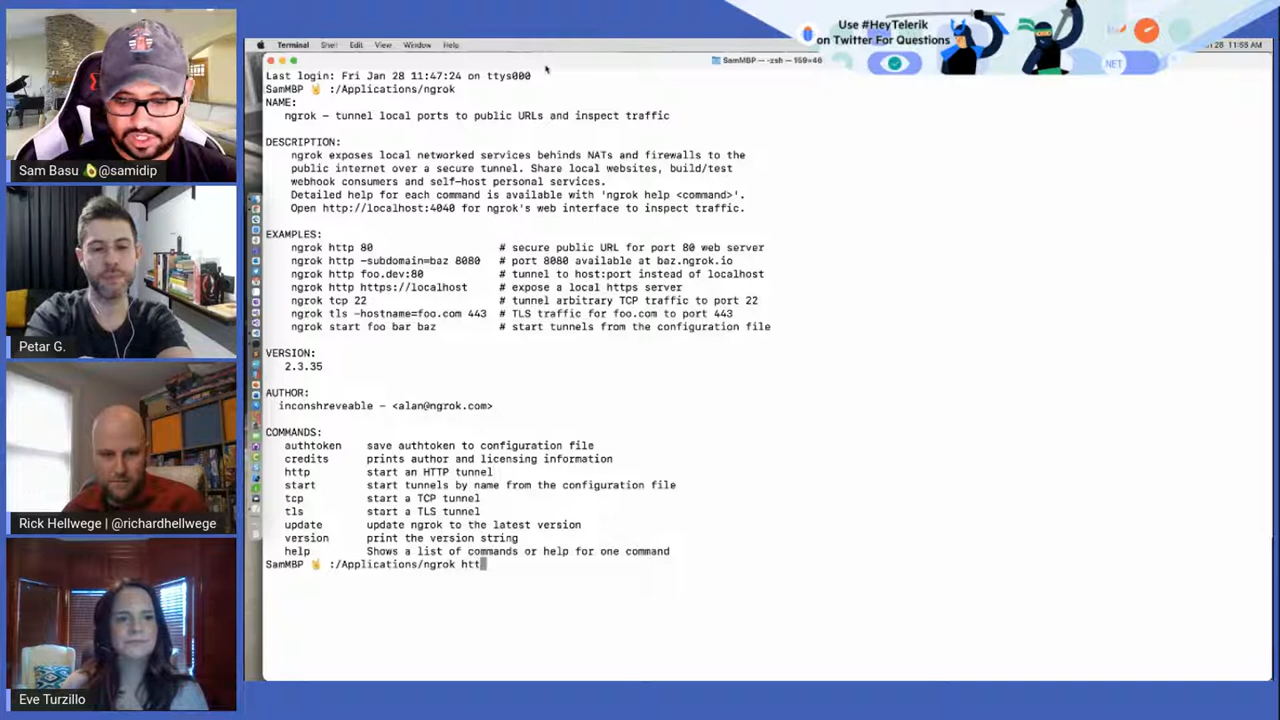 Use #HeyTelerik
on Twitter For Questions
NET
Terminal Shell Edit View Window Help
28 11:55 AM
SamMBP — -zsh — 159×46
Last login: Fri Jan 28 11:47:24 on ttys000
SamMBP 🤘 :/Applications/ngrok
NAME:
ngrok – tunnel local ports to public URLs and inspect traffic
DESCRIPTION:
ngrok exposes local networked services behinds NATs and firewalls to the
public internet over a secure tunnel. Share local websites, build/test
webhook consumers and self-host personal services.
Detailed help for each command is available with 'ngrok help <command>'.
Open http://localhost:4040 for ngrok's web interface to inspect traffic.
EXAMPLES:
ngrok http 80 # secure public URL for port 80 web server
ngrok http -subdomain=baz 8080 # port 8080 available at baz.ngrok.io
ngrok http foo.dev:80 # tunnel to host:port instead of localhost
ngrok http https://localhost # expose a local https server
ngrok tcp 22 # tunnel arbitrary TCP traffic to port 22
ngrok tls -hostname=foo.com 443 # TLS traffic for foo.com to port 443
ngrok start foo bar baz # start tunnels from the configuration file
VERSION:
2.3.35
AUTHOR:
inconshreveable – <alan@ngrok.com>
COMMANDS:
authtoken save authtoken to configuration file
credits prints author and licensing information
http start an HTTP tunnel
start start tunnels by name from the configuration file
tcp start a TCP tunnel
tls start a TLS tunnel
update update ngrok to the latest version
version print the version string
help Shows a list of commands or help for one command
SamMBP 🤘 :/Applications/ngrok htt
Sam Basu 🥑@samidip
Petar G.
Rick Hellwege | @richardhellwege
Eve Turzillo